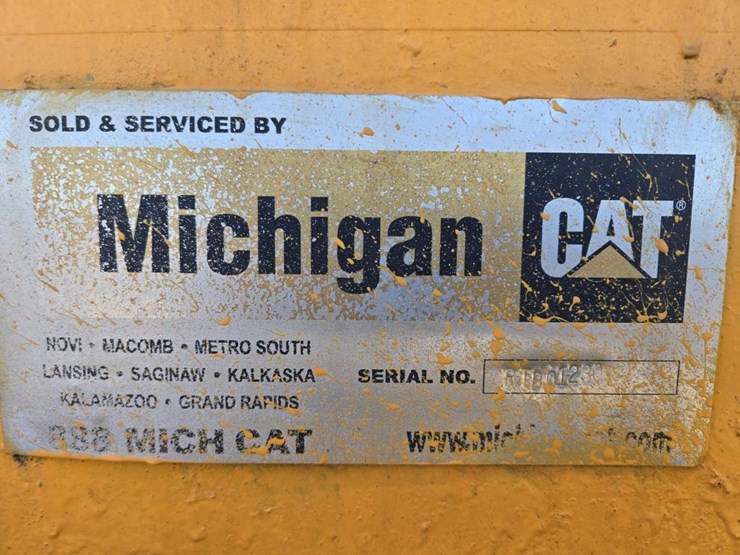 SOLD & SERVICED BY
Michigan
CAT®
NOVI • MACOMB • METRO SOUTH
LANSING • SAGINAW • KALKASKA
KALAMAZOO • GRAND RAPIDS
SERIAL NO.
888 MICH CAT